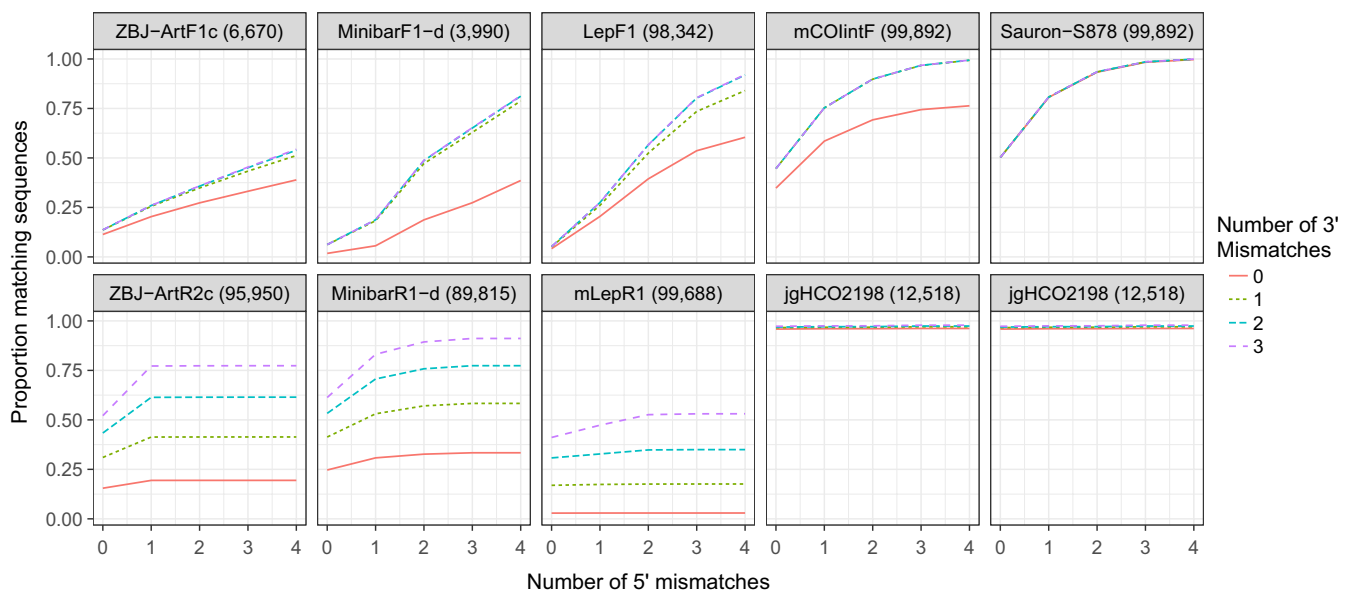 ZBJ−ArtF1c (6,670)
MinibarF1−d (3,990)
LepF1 (98,342)
mCOIintF (99,892)
Sauron−S878 (99,892)
1.00
0.75
0.50
0.25
0.00
ZBJ−ArtR2c (95,950)
MinibarR1−d (89,815)
mLepR1 (99,688)
jgHCO2198 (12,518)
jgHCO2198 (12,518)
1.00
0.75
0.50
0.25
0.00
0 1 2 3 4
0 1 2 3 4
0 1 2 3 4
0 1 2 3 4
0 1 2 3 4
Proportion matching sequences
Number of 5' mismatches
Number of 3'
Mismatches
0
1
2
3